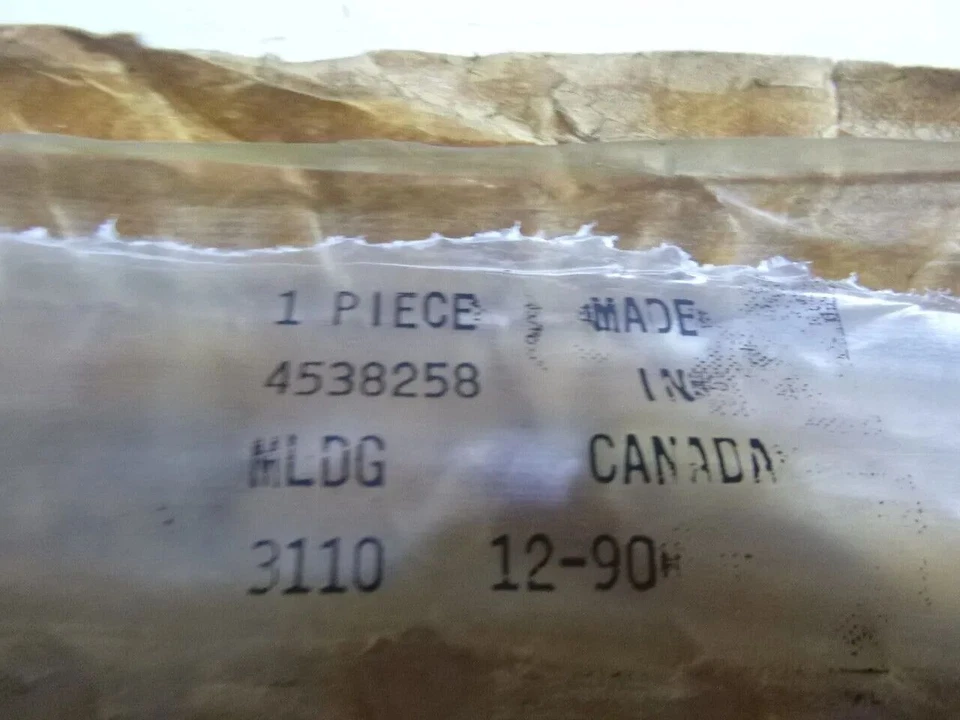 1 PIECE MADE
4538258 IN
MLDG CANADA
3110 12-90